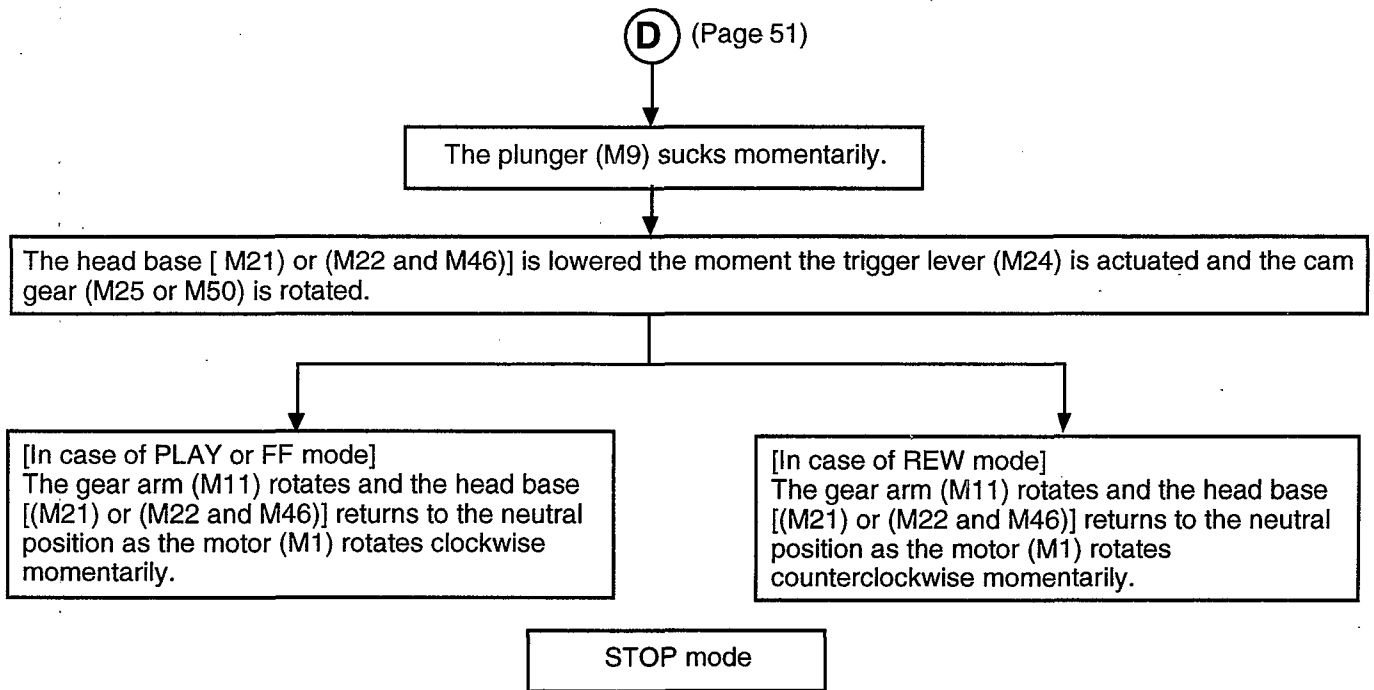 D (Page 51)
The plunger (M9) sucks momentarily.
The head base [ M21) or (M22 and M46)] is lowered the moment the trigger lever (M24) is actuated and the cam
gear (M25 or M50) is rotated.
[In case of PLAY or FF mode]
The gear arm (M11) rotates and the head base
[(M21) or (M22 and M46)] returns to the neutral
position as the motor (M1) rotates clockwise
momentarily.
[In case of REW mode]
The gear arm (M11) rotates and the head base
[(M21) or (M22 and M46)] returns to the neutral
position as the motor (M1) rotates
counterclockwise momentarily.
STOP mode